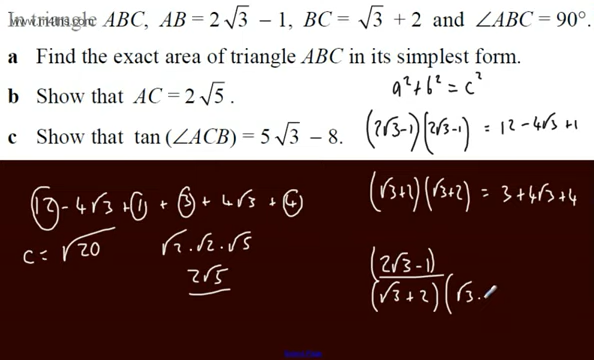 In triangle ABC, AB = 2√3 − 1, BC = √3 + 2 and ∠ABC = 90°.
a Find the exact area of triangle ABC in its simplest form.
b Show that AC = 2√5.
c Show that tan (∠ACB) = 5√3 − 8.
a² + b² = c²
(2√3-1)(2√3-1) = 12 - 4√3 + 1
(√3+2)(√3+2) = 3 + 4√3 + 4
12 - 4√3 + 1 + 3 + 4√3 + 4
c = √20
√2 . √2 . √5
2√5
(2√3 - 1)
(√3 + 2)(√3 .